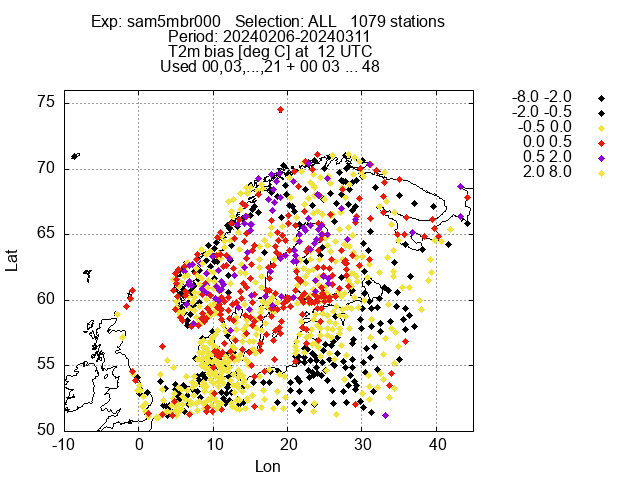 Exp: sam5mbr000 Selection: ALL 1079 stations
Period: 20240206-20240311
T2m bias [deg C] at 12 UTC
Used 00,03,...,21 + 00 03 ... 48
-8.0 -2.0
-2.0 -0.5
-0.5 0.0
0.0 0.5
0.5 2.0
2.0 8.0
75
70
65
60
55
50
Lat
-10 0 10 20 30 40
Lon